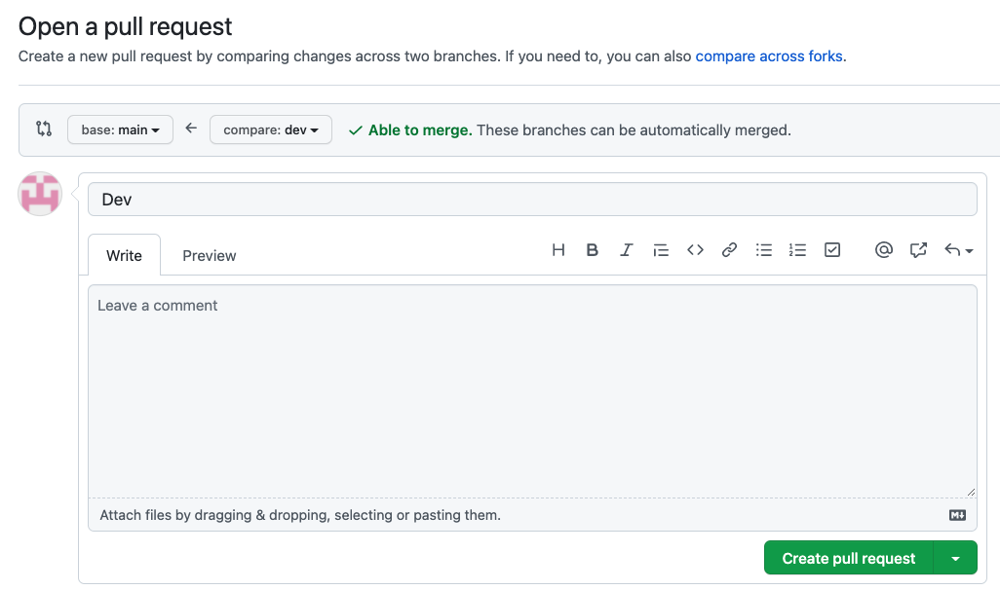 Open a pull request
Create a new pull request by comparing changes across two branches. If you need to, you can also compare across forks.
base: main
compare: dev
Able to merge. These branches can be automatically merged.
Dev
Write
Preview
Leave a comment
Attach files by dragging & dropping, selecting or pasting them.
Create pull request